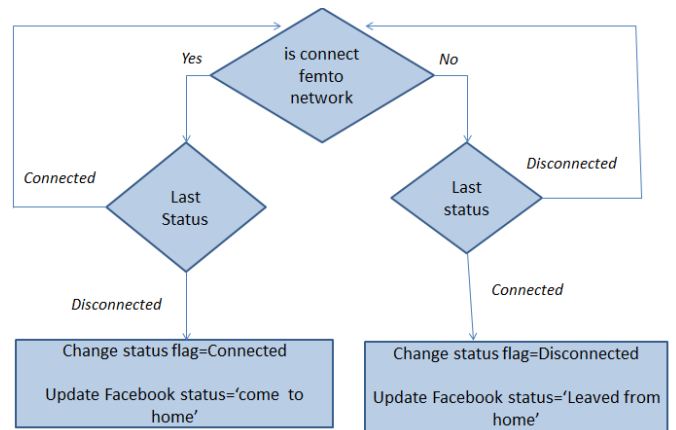 is connect
femto
network
Yes
No
Connected
Last
Status
Last
status
Disconnected
Disconnected
Connected
Change status flag=Connected
Update Facebook status=‘come to
home’
Change status flag=Disconnected
Update Facebook status=‘Leaved from
home’